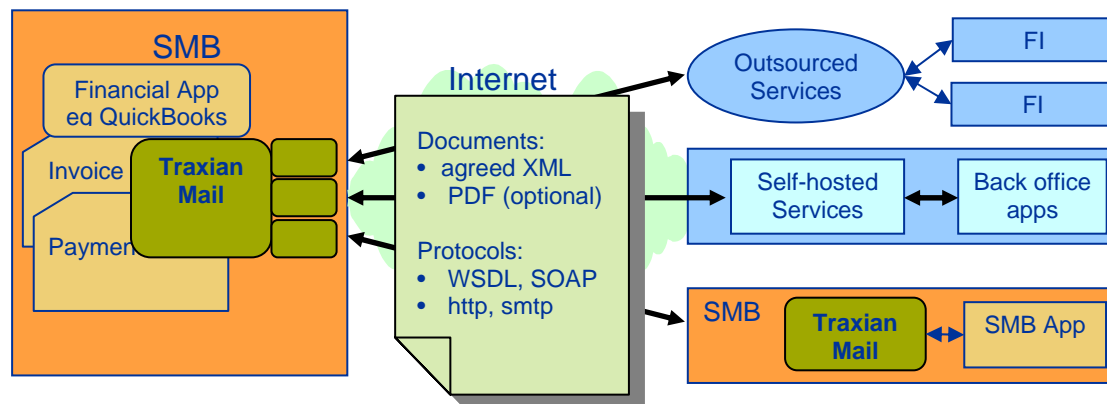 SMB
Financial App
eg QuickBooks
Invoice
Traxian
Mail
Paymen
Internet
Documents:
• agreed XML
• PDF (optional)
Protocols:
• WSDL, SOAP
• http, smtp
Outsourced
Services
FI
FI
Self-hosted
Services
Back office
apps
SMB
Traxian
Mail
SMB App